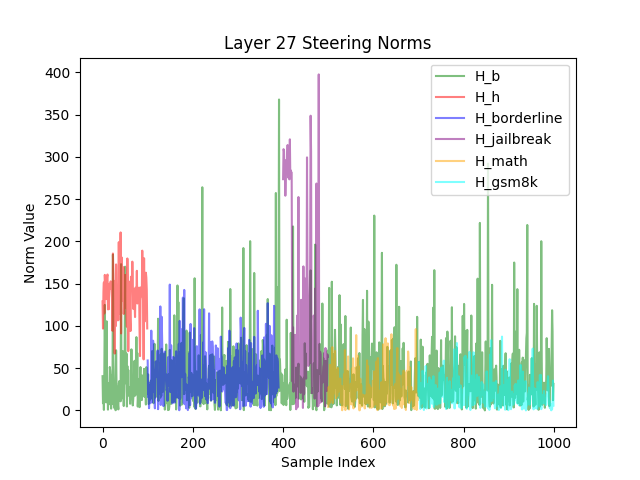 Layer 27 Steering Norms
Norm Value
400
350
300
250
200
150
100
50
0
H_b
H_h
H_borderline
H_jailbreak
H_math
H_gsm8k
0
200
400
600
800
1000
Sample Index